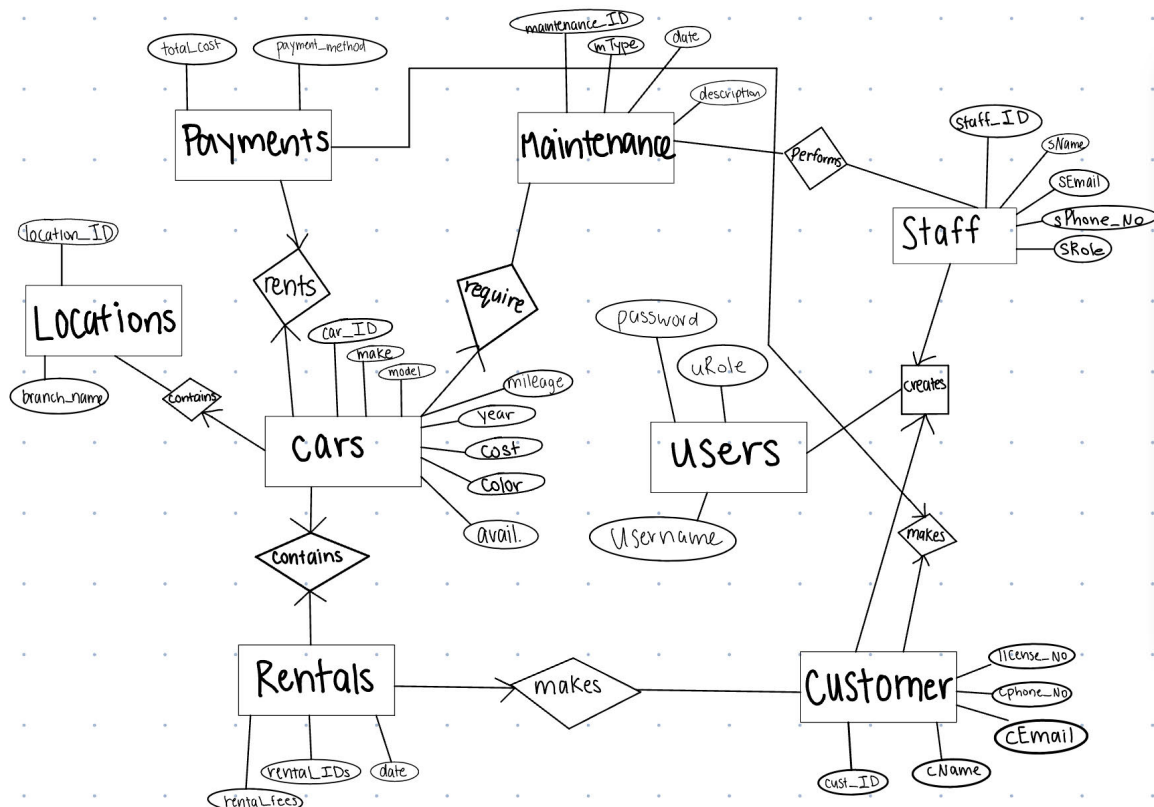 maintenance_ID
total_cost
payment_method
mType
date
description
Payments
Maintenance
Performs
Staff_ID
sName
SEmail
sPhone_No
SRole
Staff
location_ID
Locations
branch_name
rents
require
contains
car_ID
make
model
mileage
year
cost
color
avail.
cars
password
uRole
users
Username
creates
makes
contains
Rentals
rental_fees
rental_IDs
date
makes
Customer
license_No
cphone_No
cEmail
cName
cust_ID